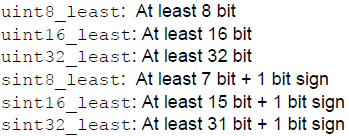 uint8_least: At least 8 bit
uint16_least: At least 16 bit
uint32_least: At least 32 bit
sint8_least: At least 7 bit + 1 bit sign
sint16_least: At least 15 bit + 1 bit sign
sint32_least: At least 31 bit + 1 bit sign